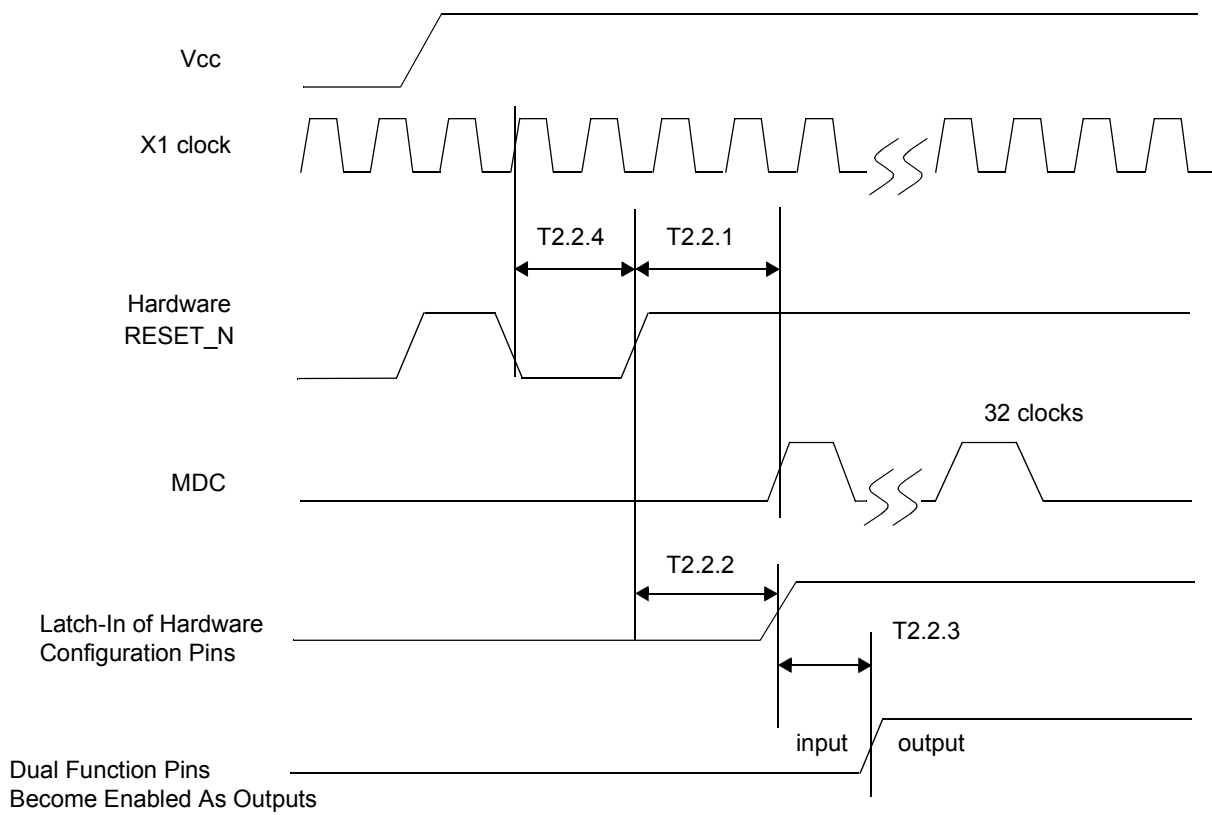 Vcc
X1 clock
T2.2.4
T2.2.1
Hardware
RESET_N
32 clocks
MDC
T2.2.2
Latch-In of Hardware
Configuration Pins
T2.2.3
input
output
Dual Function Pins
Become Enabled As Outputs